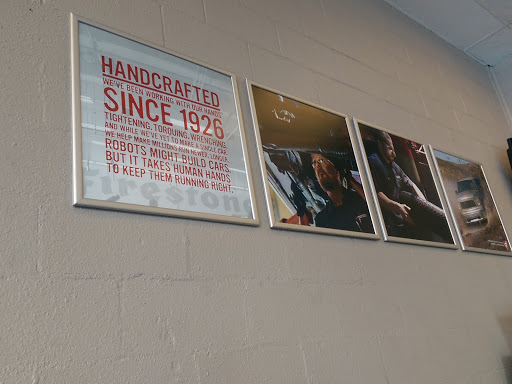 HANDCRAFTED
WE'VE BEEN WORKING WITH OUR HANDS
SINCE 1926
TIGHTENING, TORQUING, WRENCHING.
AND WHILE WE'VE YET TO MAKE A SINGLE CAR,
WE HELP MAKE MILLIONS RUN NEWER, LONGER.
ROBOTS MIGHT BUILD CARS,
BUT IT TAKES HUMAN HANDS
TO KEEP THEM RUNNING RIGHT.
Firestone